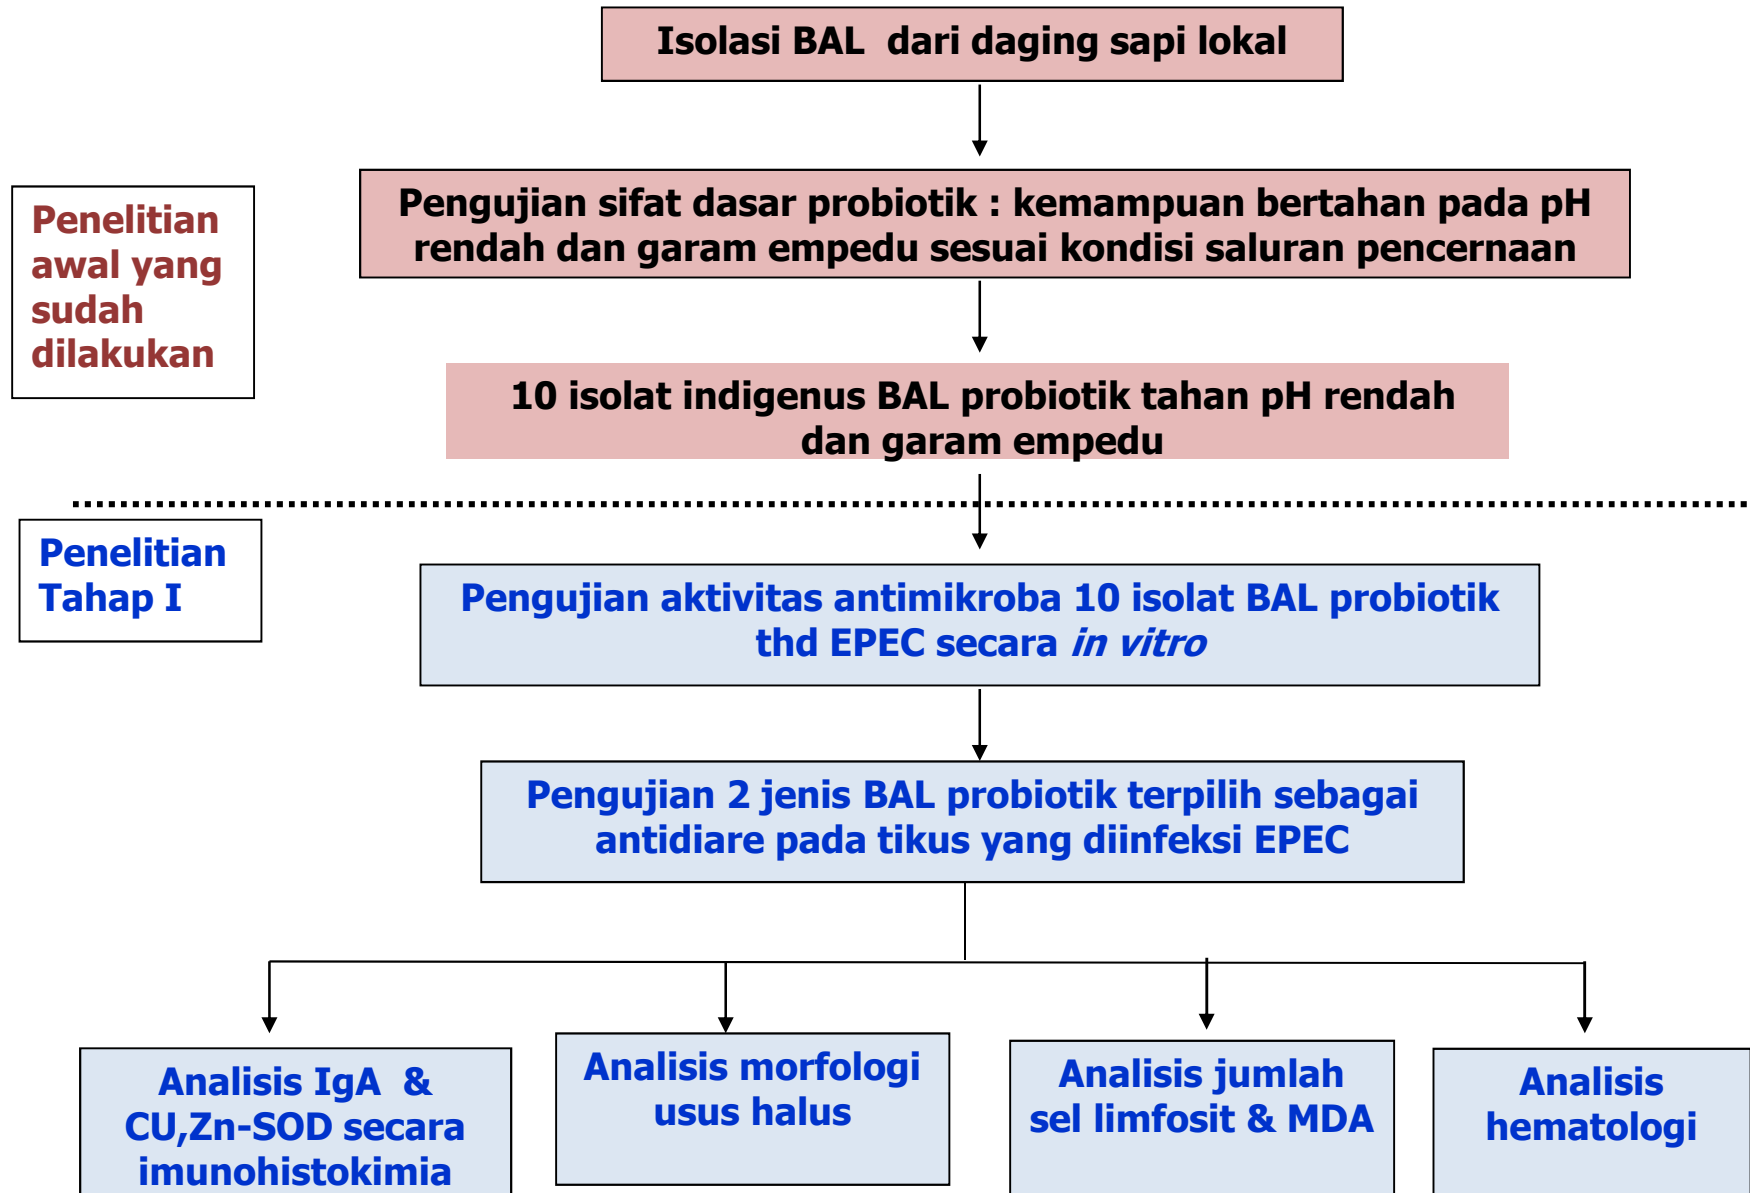 Isolasi BAL dari daging sapi lokal
Penelitian
awal yang
sudah
dilakukan
Pengujian sifat dasar probiotik : kemampuan bertahan pada pH
rendah dan garam empedu sesuai kondisi saluran pencernaan
10 isolat indigenus BAL probiotik tahan pH rendah
dan garam empedu
Penelitian
Tahap I
Pengujian aktivitas antimikroba 10 isolat BAL probiotik
thd EPEC secara in vitro
Pengujian 2 jenis BAL probiotik terpilih sebagai
antidiare pada tikus yang diinfeksi EPEC
Analisis IgA &
CU,Zn-SOD secara
imunohistokimia
Analisis morfologi
usus halus
Analisis jumlah
sel limfosit & MDA
Analisis
hematologi